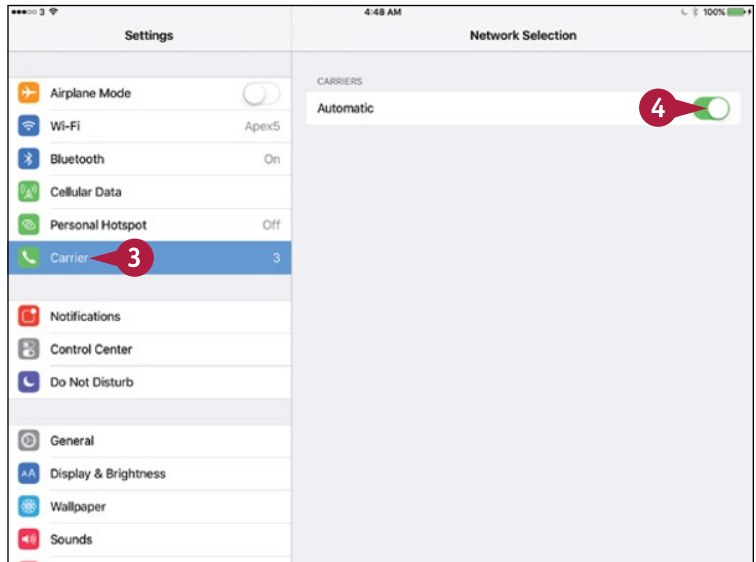 3 4:48 AM 100%
Settings
Network Selection
Airplane Mode
Wi-Fi Apex5
Bluetooth On
Cellular Data
Personal Hotspot Off
Carrier 3 3
Notifications
Control Center
Do Not Disturb
General
AA Display & Brightness
Wallpaper
Sounds
CARRIERS
Automatic 4